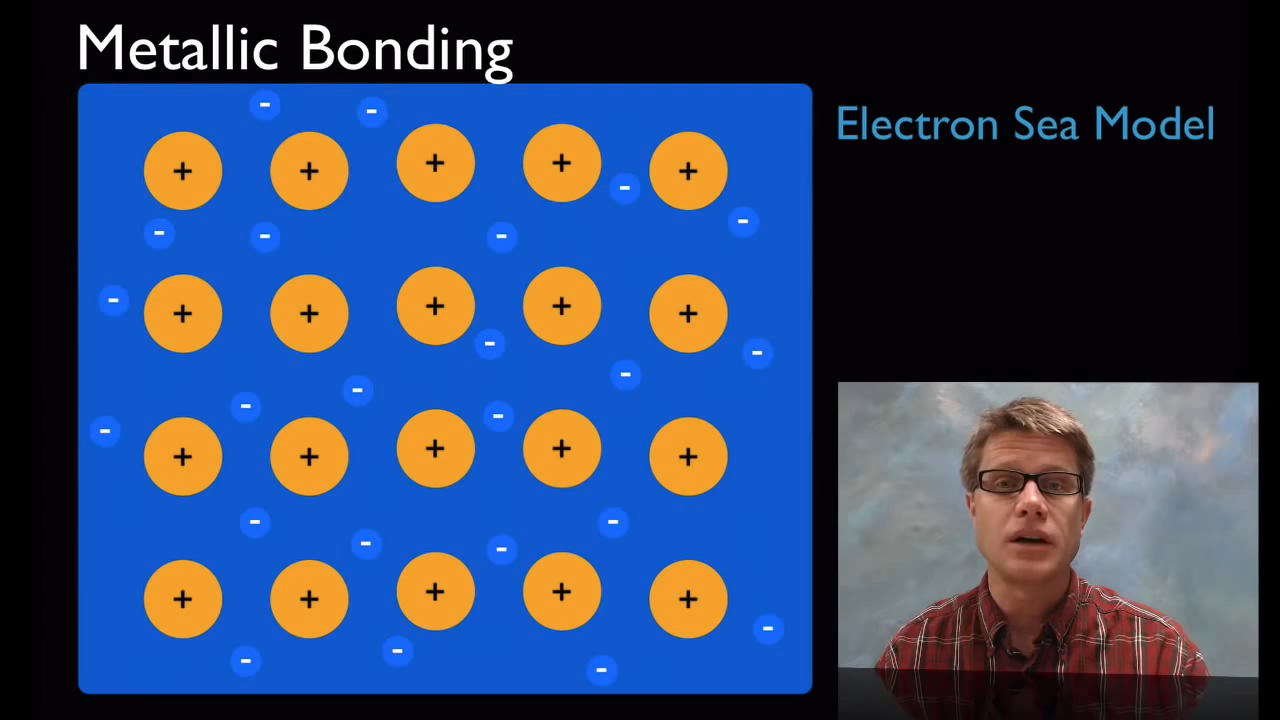 Metallic Bonding
Electron Sea Model
- -
+ + + + +
-
-
- - -
-
+ + + + +
-
-
-
- -
-
-
+ + + + +
- -
- -
+ + + + +
-
- -
-